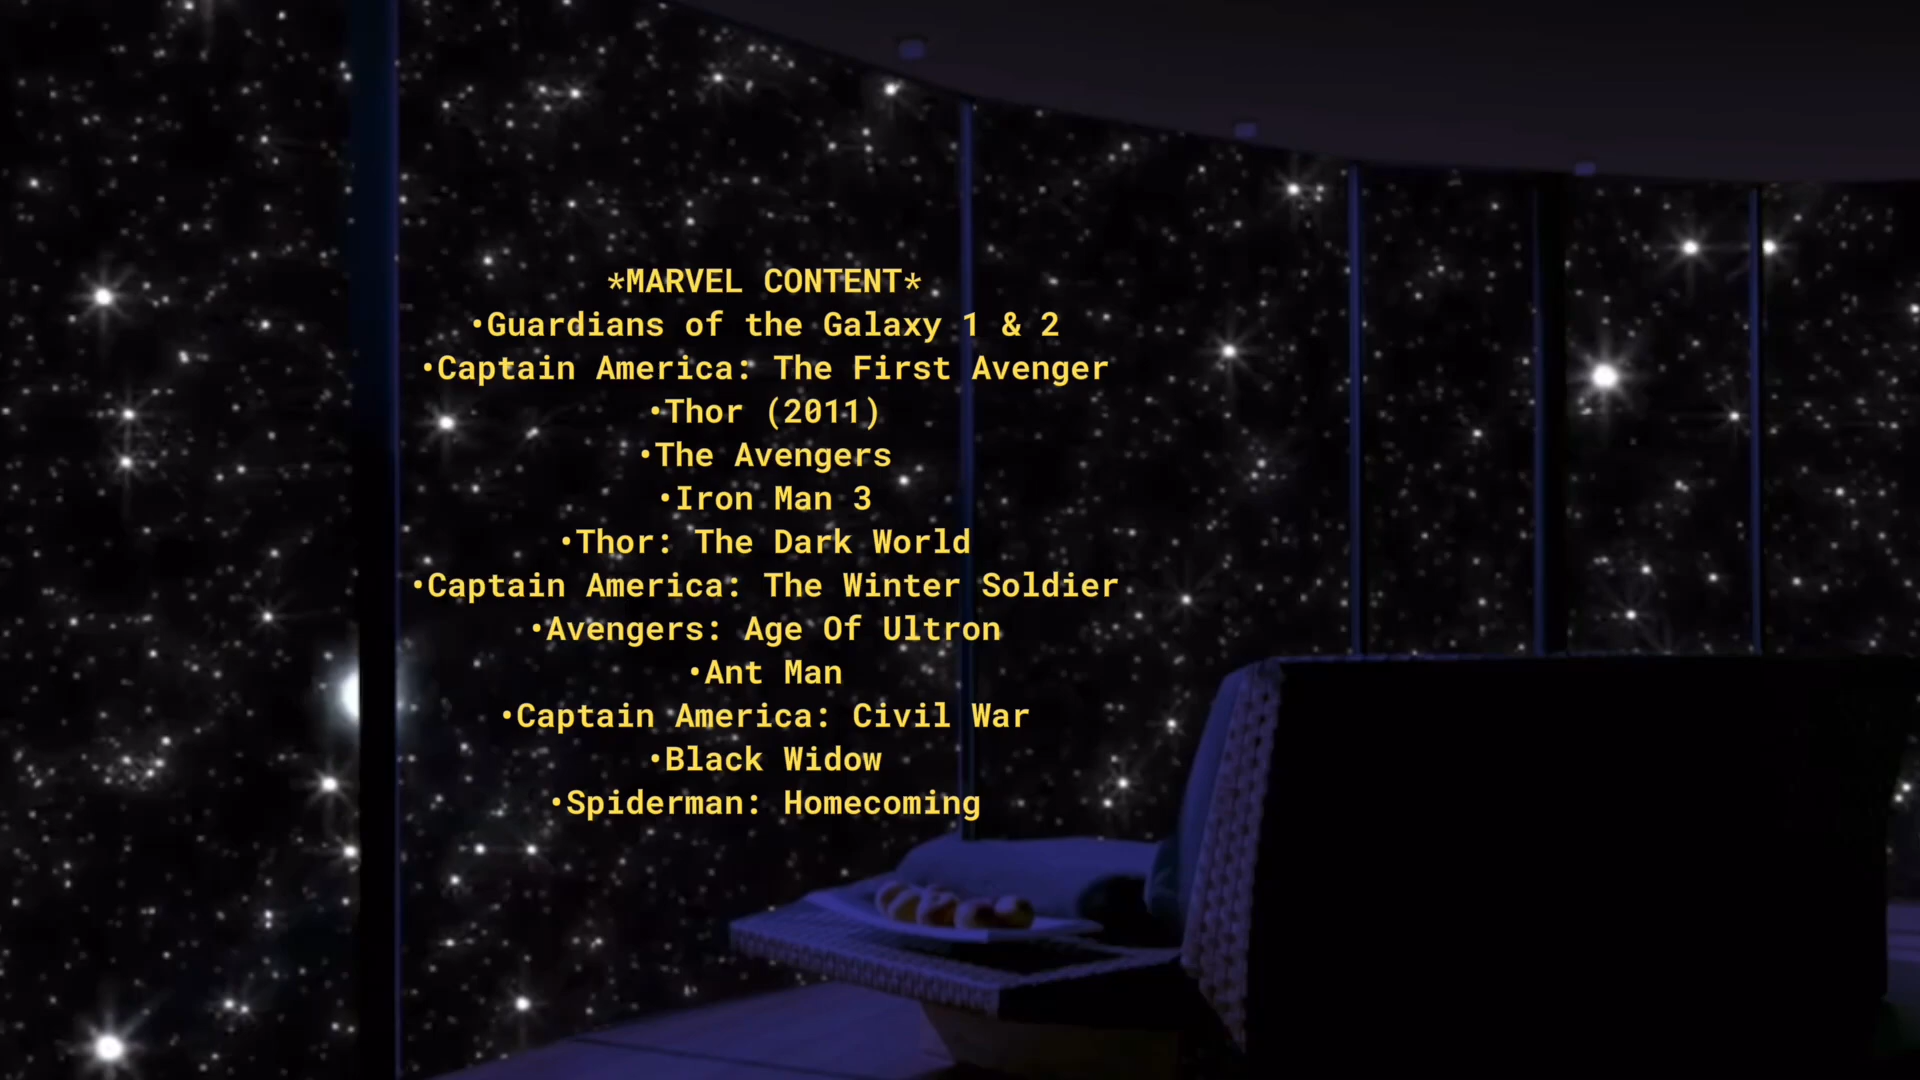 *MARVEL CONTENT*
•Guardians of the Galaxy 1 & 2
•Captain America: The First Avenger
•Thor (2011)
•The Avengers
•Iron Man 3
•Thor: The Dark World
•Captain America: The Winter Soldier
•Avengers: Age Of Ultron
•Ant Man
•Captain America: Civil War
•Black Widow
•Spiderman: Homecoming